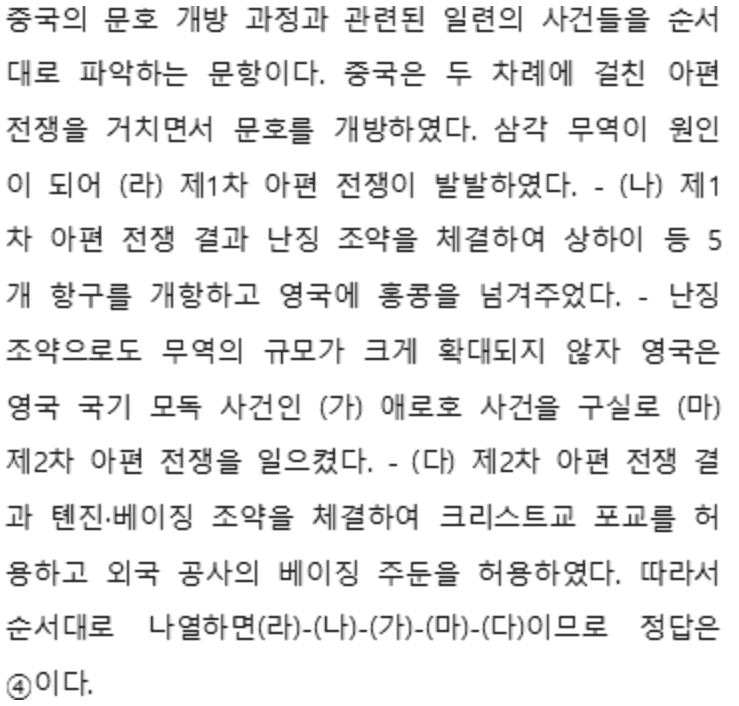 중국의 문호 개방 과정과 관련된 일련의 사건들을 순서
대로 파악하는 문항이다. 중국은 두 차례에 걸친 아편
전쟁을 거치면서 문호를 개방하였다. 삼각 무역이 원인
이 되어 (라) 제1차 아편 전쟁이 발발하였다. - (나) 제1
차 아편 전쟁 결과 난징 조약을 체결하여 상하이 등 5
개 항구를 개항하고 영국에 홍콩을 넘겨주었다. - 난징
조약으로도 무역의 규모가 크게 확대되지 않자 영국은
영국 국기 모독 사건인 (가) 애로호 사건을 구실로 (마)
제2차 아편 전쟁을 일으켰다. - (다) 제2차 아편 전쟁 결
과 톈진·베이징 조약을 체결하여 크리스트교 포교를 허
용하고 외국 공사의 베이징 주둔을 허용하였다. 따라서
순서대로 나열하면(라)-(나)-(가)-(마)-(다)이므로 정답은
④이다.